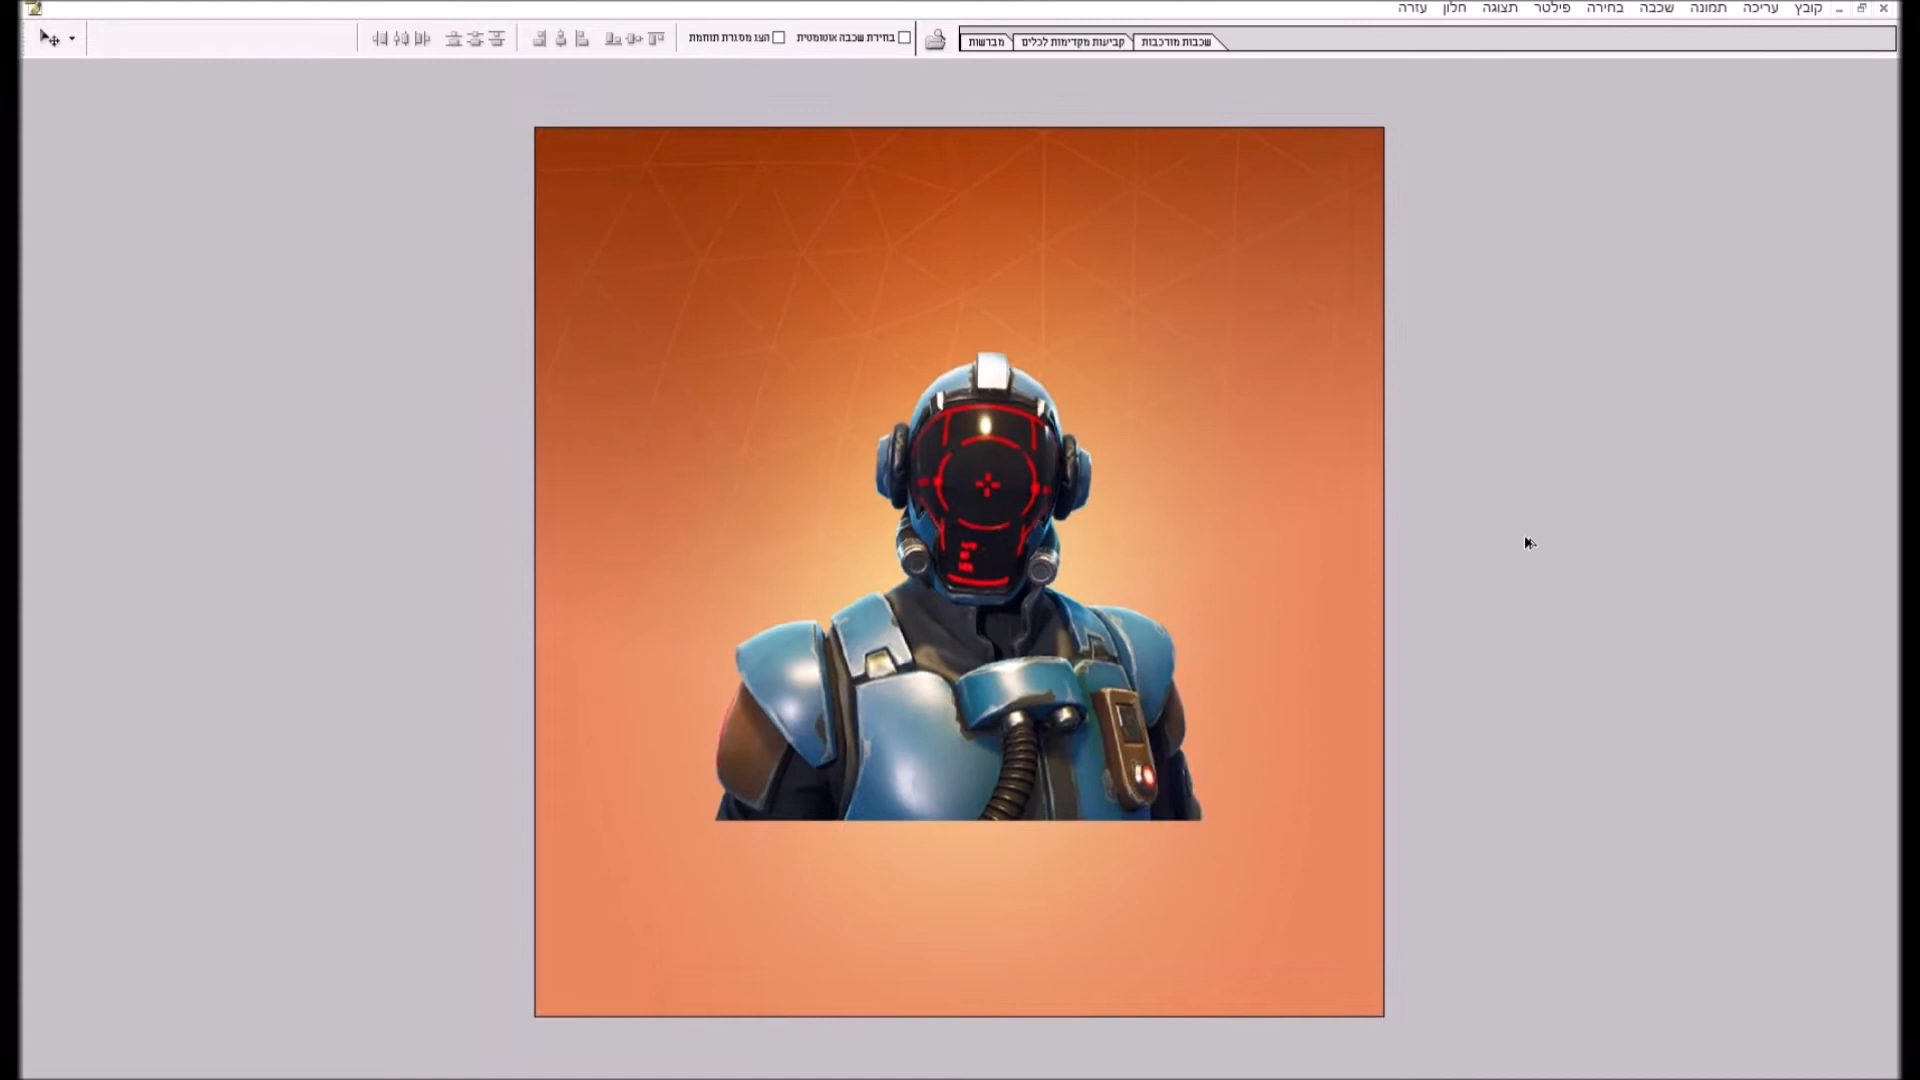 קובץ עריכה תמונה שכבה בחירה פילטר תצוגה חלון עזרה
שכבות מורכבות קביעות מקדימות לכלים מברשות בחירת שכבה אוטומטית הצג מסגרת תוחמת